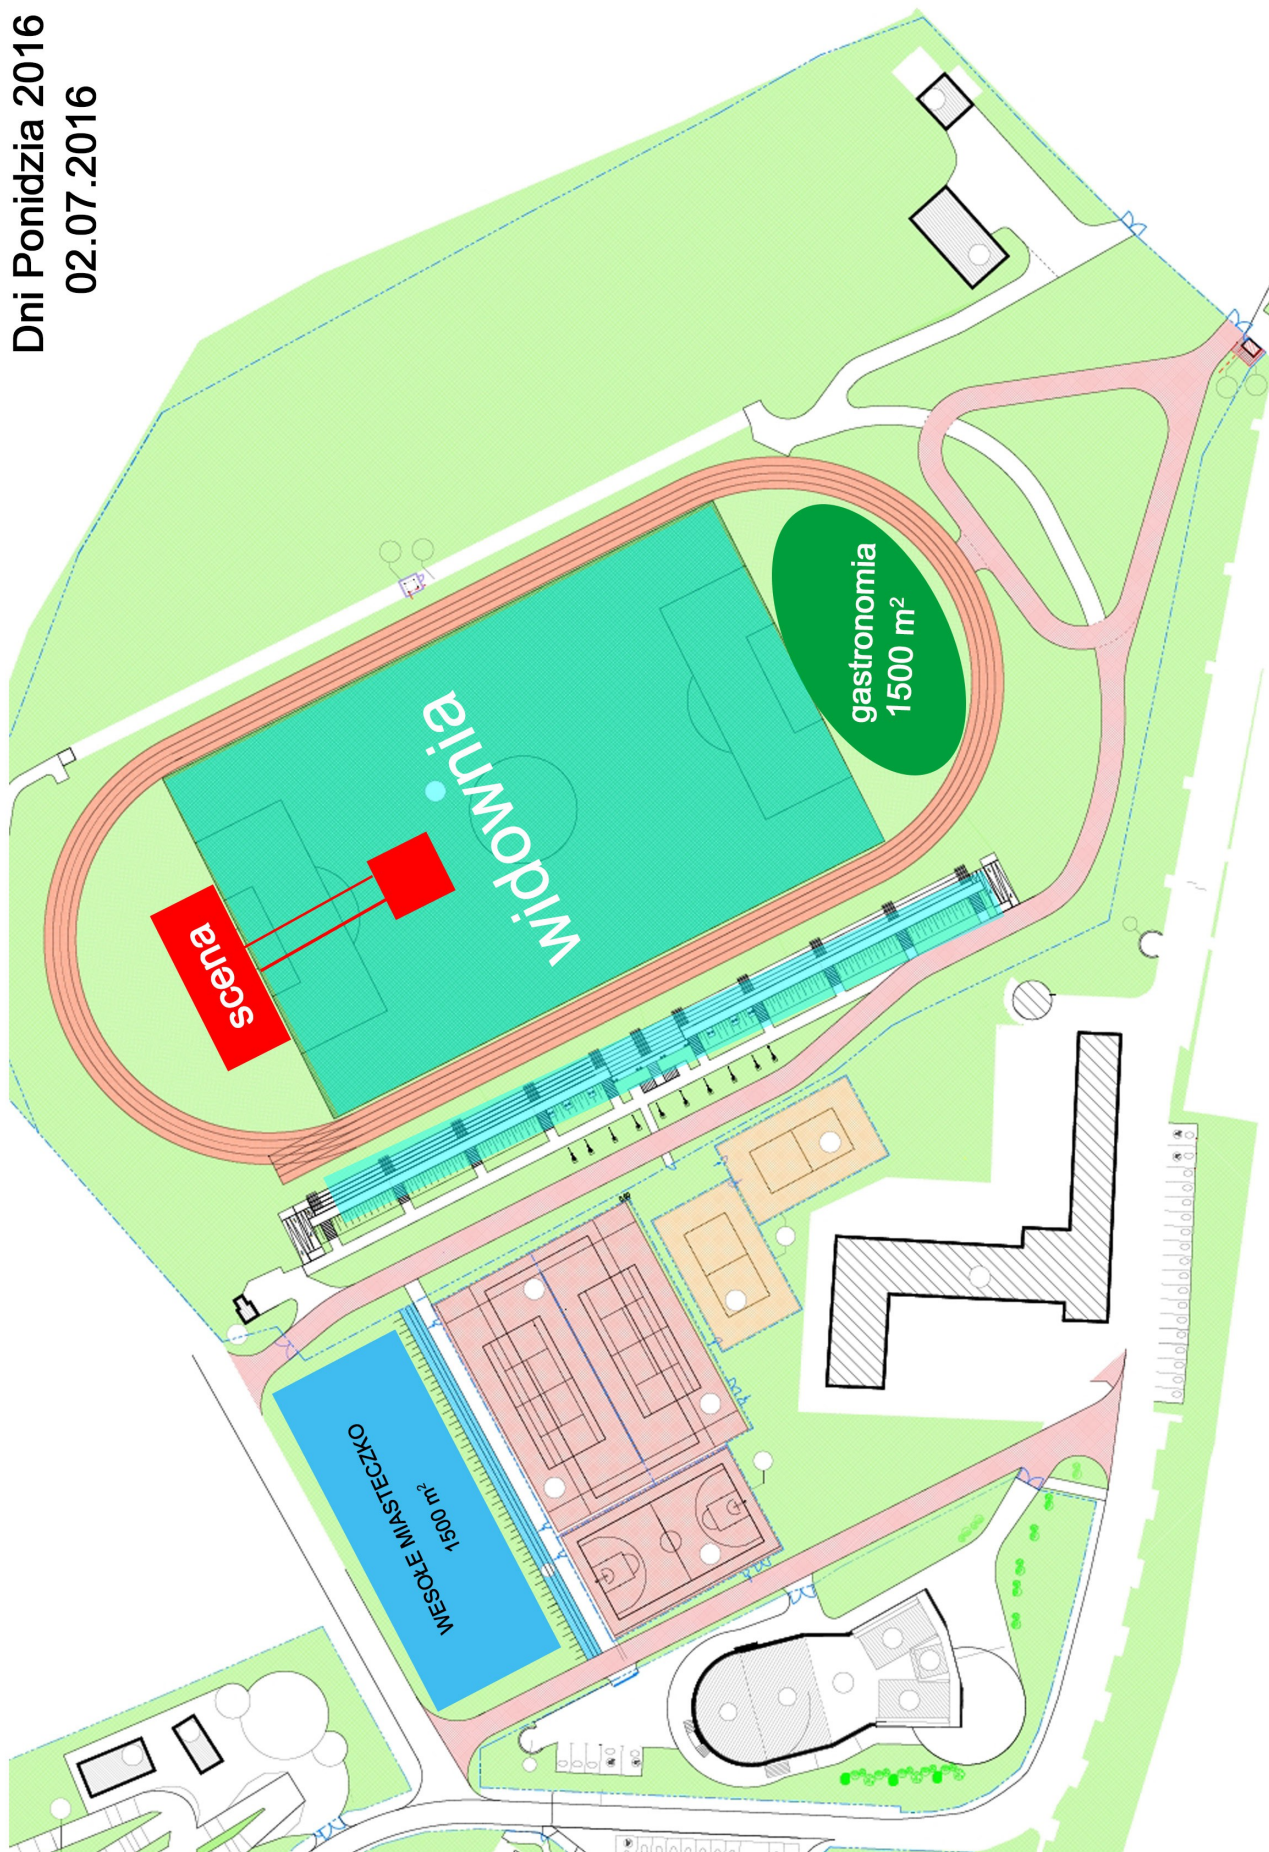 Dni Ponidzia 2016
02.07.2016
scena
widownia
gastronomia
1500 m²
WESOŁE MIASTECZKO
1500 m²